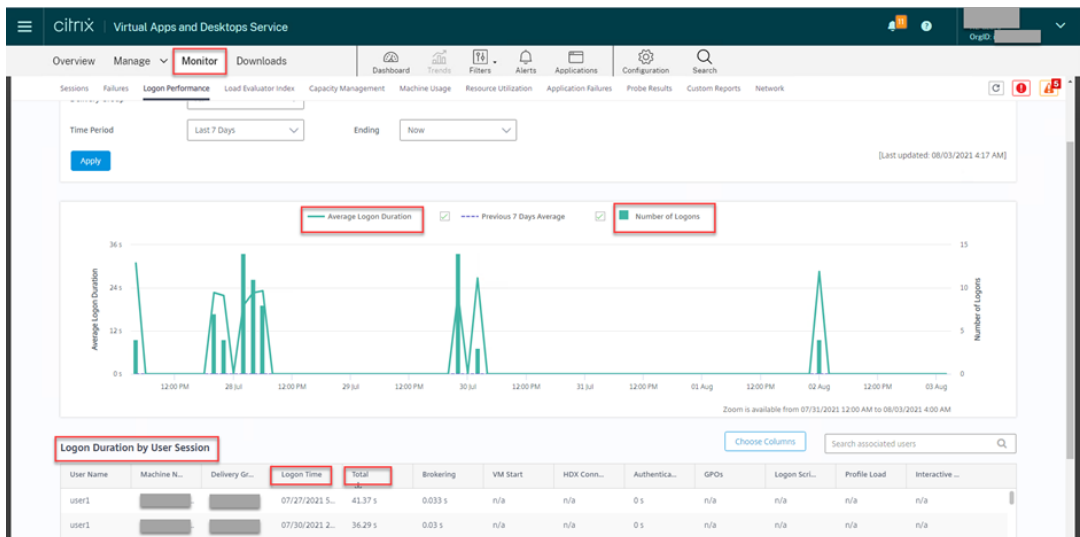 citrix Virtual Apps and Desktops Service 11
OrgID:
Overview Manage Monitor Downloads Dashboard Trends Filters Alerts Applications Configuration Search
Sessions Failures Logon Performance Load Evaluator Index Capacity Management Machine Usage Resource Utilization Application Failures Probe Results Custom Reports Network 5
Delivery Group
Time Period Last 7 Days Ending Now
Apply [Last updated: 08/03/2021 4:17 AM]
Average Logon Duration Previous 7 Days Average Number of Logons
36 s 15
24 s 10
12 s 5
0 s 0
Average Logon Duration
Number of Logons
12:00 PM 28 Jul 12:00 PM 29 Jul 12:00 PM 30 Jul 12:00 PM 31 Jul 12:00 PM 01 Aug 12:00 PM 02 Aug 12:00 PM 03 Aug
Zoom is available from 07/31/2021 12:00 AM to 08/03/2021 4:00 AM
Logon Duration by User Session Choose Columns Search associated users
User Name Machine N... Delivery Gr... Logon Time Total Brokering VM Start HDX Conn... Authentica... GPOs Logon Scri... Profile Load Interactive ...
user1 07/27/2021 5... 41.37 s 0.033 s n/a n/a 0 s n/a n/a n/a n/a
user1 07/30/2021 2... 36.29 s 0.03 s n/a n/a 0 s n/a n/a n/a n/a